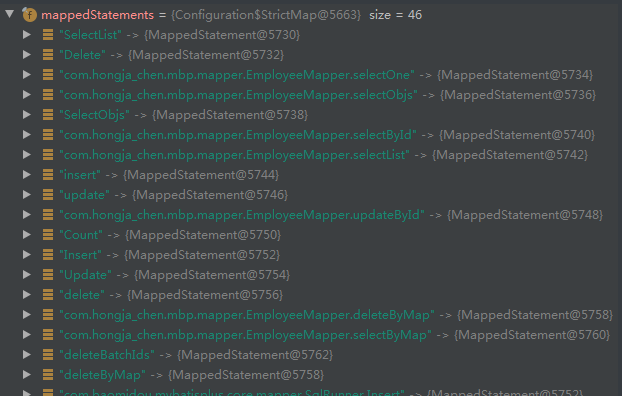 f mappedStatements = {Configuration$StrictMap@5663} size = 46
"SelectList" -> {MappedStatement@5730}
"Delete" -> {MappedStatement@5732}
"com.hongja_chen.mbp.mapper.EmployeeMapper.selectOne" -> {MappedStatement@5734}
"com.hongja_chen.mbp.mapper.EmployeeMapper.selectObjs" -> {MappedStatement@5736}
"SelectObjs" -> {MappedStatement@5738}
"com.hongja_chen.mbp.mapper.EmployeeMapper.selectById" -> {MappedStatement@5740}
"com.hongja_chen.mbp.mapper.EmployeeMapper.selectList" -> {MappedStatement@5742}
"insert" -> {MappedStatement@5744}
"update" -> {MappedStatement@5746}
"com.hongja_chen.mbp.mapper.EmployeeMapper.updateById" -> {MappedStatement@5748}
"Count" -> {MappedStatement@5750}
"Insert" -> {MappedStatement@5752}
"Update" -> {MappedStatement@5754}
"delete" -> {MappedStatement@5756}
"com.hongja_chen.mbp.mapper.EmployeeMapper.deleteByMap" -> {MappedStatement@5758}
"com.hongja_chen.mbp.mapper.EmployeeMapper.selectByMap" -> {MappedStatement@5760}
"deleteBatchIds" -> {MappedStatement@5762}
"deleteByMap" -> {MappedStatement@5758}
"com.baomidou.mybatisplus.core.mapper.SqlRunner.Insert" -> {MappedStatement@5752}